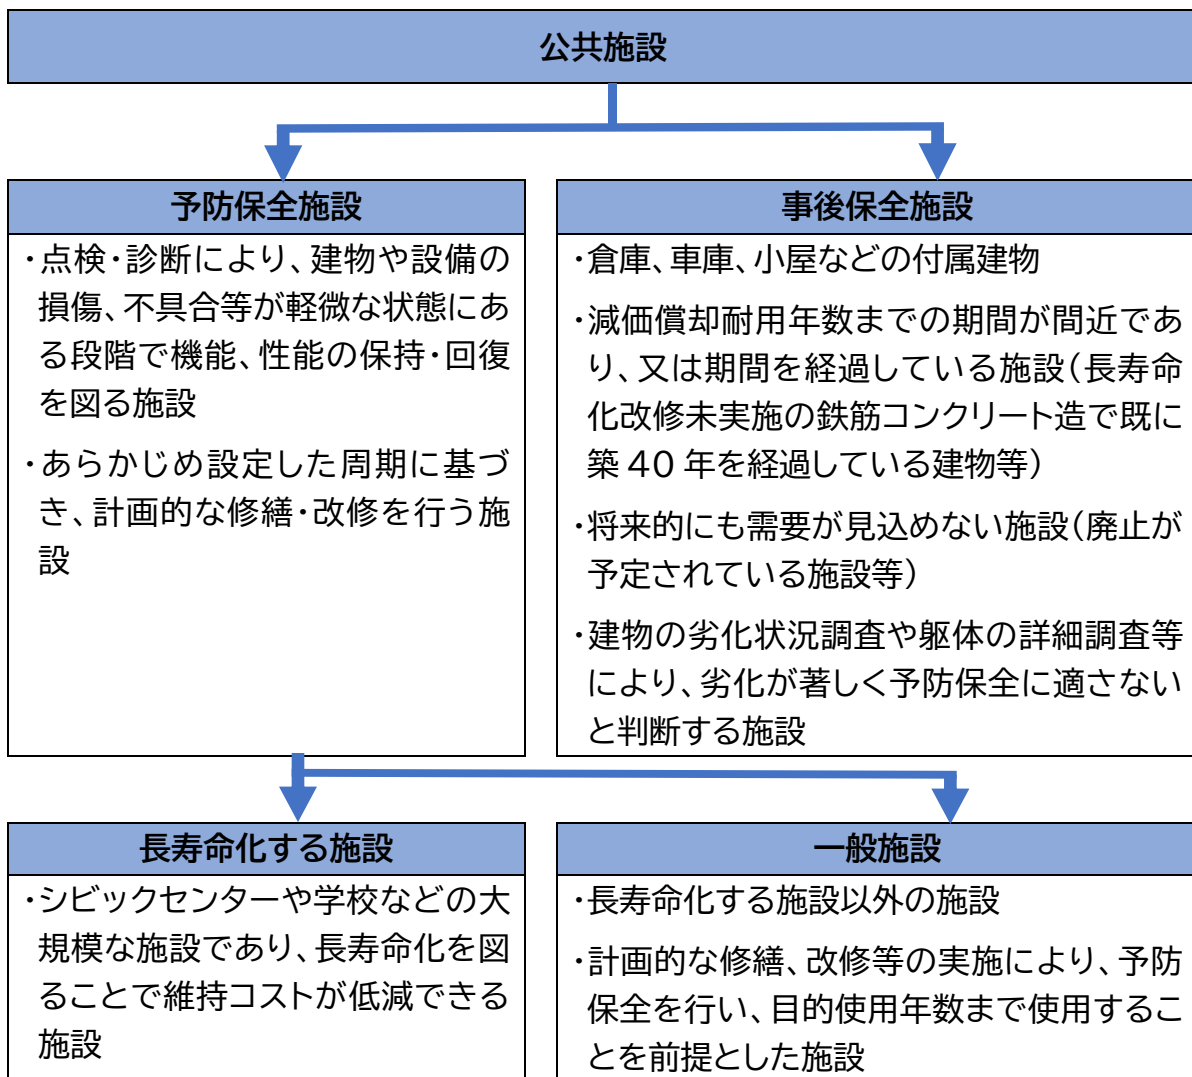 公共施設
予防保全施設
・点検・診断により、建物や設備の
損傷、不具合等が軽微な状態にあ
る段階で機能、性能の保持・回復
を図る施設
・あらかじめ設定した周期に基づ
き、計画的な修繕・改修を行う施
設
事後保全施設
・倉庫、車庫、小屋などの付属建物
・減価償却耐用年数までの期間が間近であ
り、又は期間を経過している施設（長寿命
化改修未実施の鉄筋コンクリート造で既に
築 40 年を経過している建物等）
・将来的にも需要が見込めない施設（廃止が
予定されている施設等）
・建物の劣化状況調査や躯体の詳細調査等
により、劣化が著しく予防保全に適さない
と判断する施設
長寿命化する施設
・シビックセンターや学校などの大
規模な施設であり、長寿命化を図
ることで維持コストが低減できる
施設
一般施設
・長寿命化する施設以外の施設
・計画的な修繕、改修等の実施により、予防
保全を行い、目的使用年数まで使用するこ
とを前提とした施設